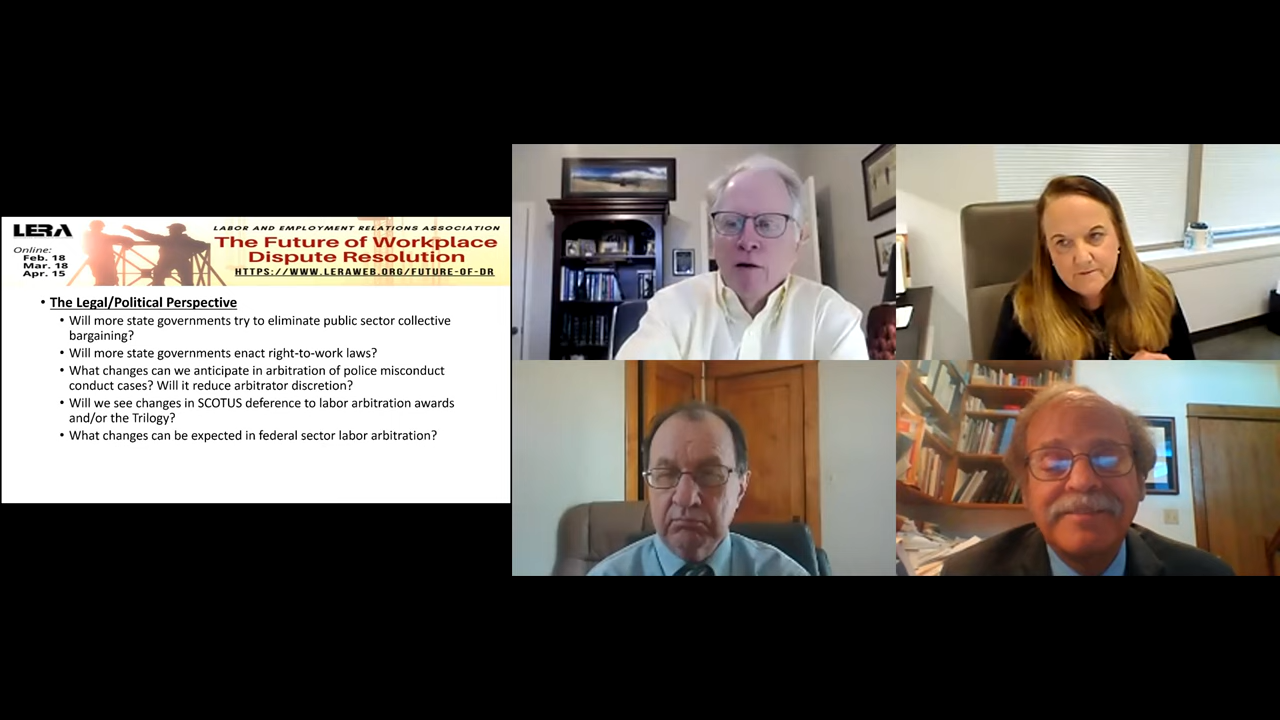 LERA
Online:
Feb. 18
Mar. 18
Apr. 15
LABOR AND EMPLOYMENT RELATIONS ASSOCIATION
The Future of Workplace
Dispute Resolution
HTTPS://WWW.LERAWEB.ORG/FUTURE-OF-DR
• The Legal/Political Perspective
• Will more state governments try to eliminate public sector collective
bargaining?
• Will more state governments enact right-to-work laws?
• What changes can we anticipate in arbitration of police misconduct
conduct cases? Will it reduce arbitrator discretion?
• Will we see changes in SCOTUS deference to labor arbitration awards
and/or the Trilogy?
• What changes can be expected in federal sector labor arbitration?